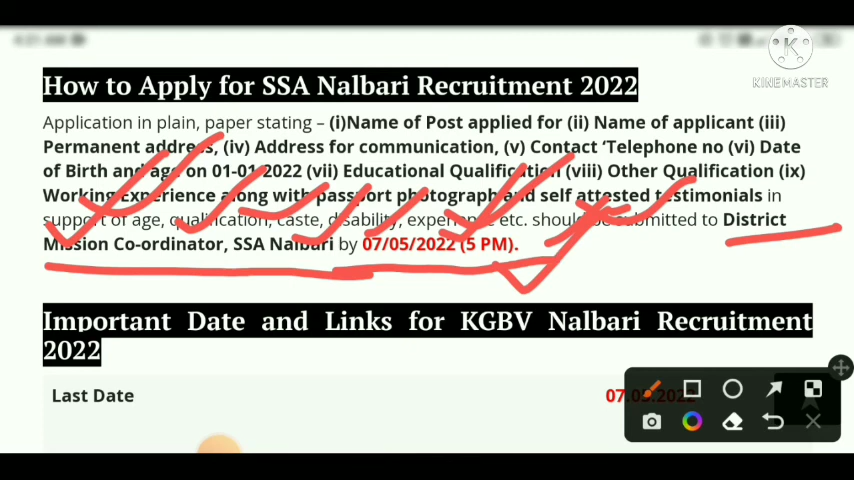 KINEMASTER
How to Apply for SSA Nalbari Recruitment 2022
Application in plain, paper stating – (i)Name of Post applied for (ii) Name of applicant (iii)
Permanent address, (iv) Address for communication, (v) Contact ‘Telephone no (vi) Date
of Birth and age on 01-01-2022 (vii) Educational Qualification (viii) Other Qualification (ix)
Working Experience along with passport photograph and self attested testimonials in
support of age, qualification, caste, disability, experience etc. should be submitted to District
Mission Co-ordinator, SSA Nalbari by 07/05/2022 (5 PM).
Important Date and Links for KGBV Nalbari Recruitment
2022
Last Date 07.05.2022